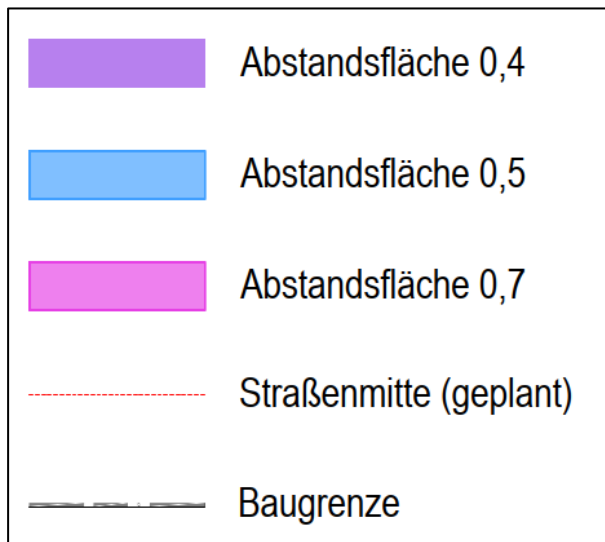 Abstandsfläche 0,4
Abstandsfläche 0,5
Abstandsfläche 0,7
Straßenmitte (geplant)
Baugrenze